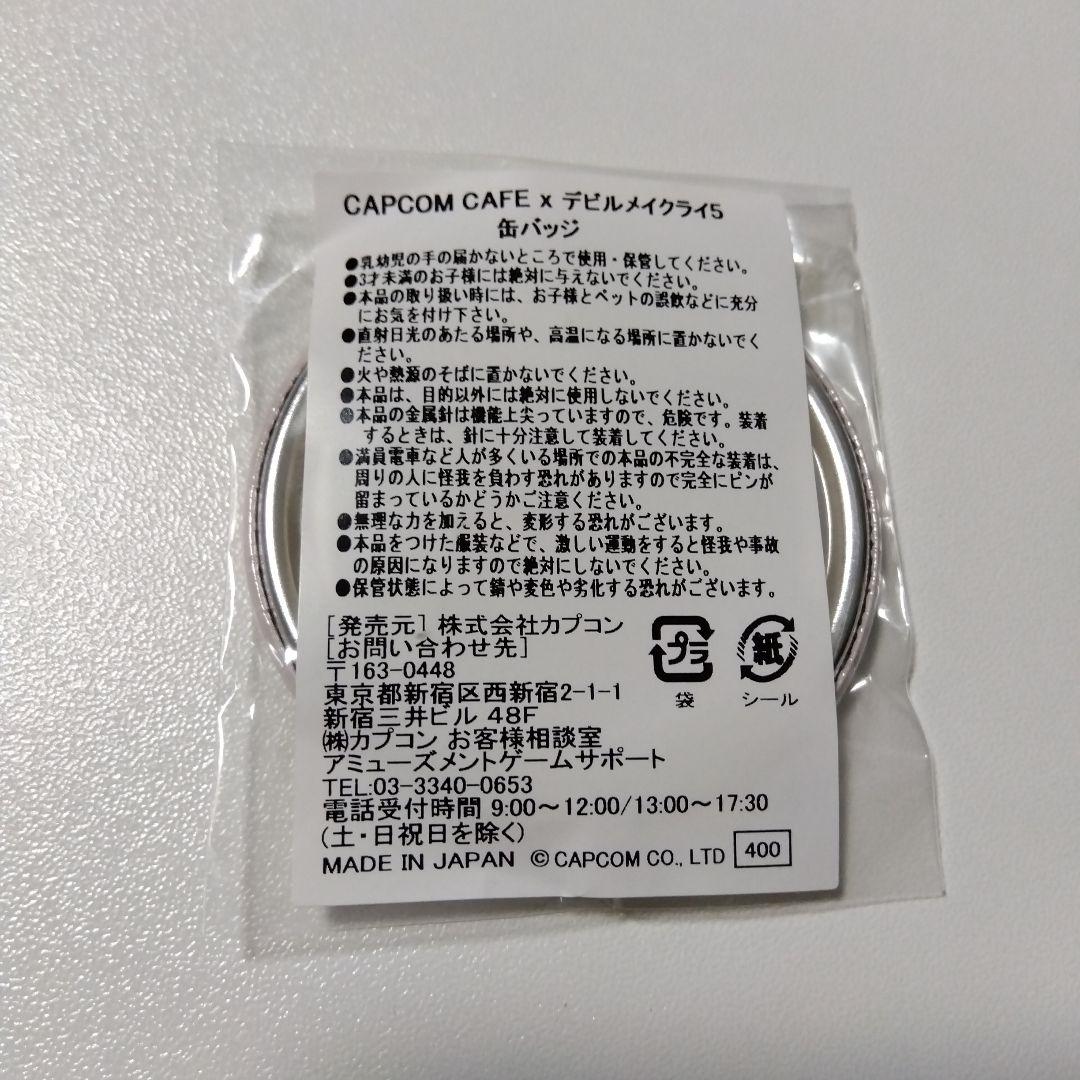 CAPCOM CAFE x デビルメイクライ5
缶バッジ
●乳幼児の手の届かないところで使用・保管してください。
●3才未満のお子様には絶対に与えないでください。
●本品の取り扱い時には、お子様とペットの誤飲などに充分
にお気を付け下さい。
●直射日光のあたる場所や、高温になる場所に置かないでく
ださい。
●火や熱源のそばに置かないでください。
●本品は、目的以外には絶対に使用しないでください。
●本品の金属針は機能上尖っていますので、危険です。装着
するときは、針に十分注意して装着してください。
●満員電車など人が多くいる場所での本品の不完全な装着は、
周りの人に怪我を負わす恐れがありますので完全にピンが
留まっているかどうかご注意ください。
●無理な力を加えると、変形する恐れがございます。
●本品をつけた服装などで、激しい運動をすると怪我や事故
の原因になりますので絶対にしないでください。
●保管状態によって錆や変色や劣化する恐れがございます。
[発売元] 株式会社カプコン
[お問い合わせ先]
〒163-0448
東京都新宿区西新宿2-1-1
新宿三井ビル 48F
㈱カプコン お客様相談室
アミューズメントゲームサポート
TEL:03-3340-0653
電話受付時間 9:00～12:00/13:00～17:30
(土・日祝日を除く)
MADE IN JAPAN ©CAPCOM CO., LTD 400
プラ 紙
袋 シール